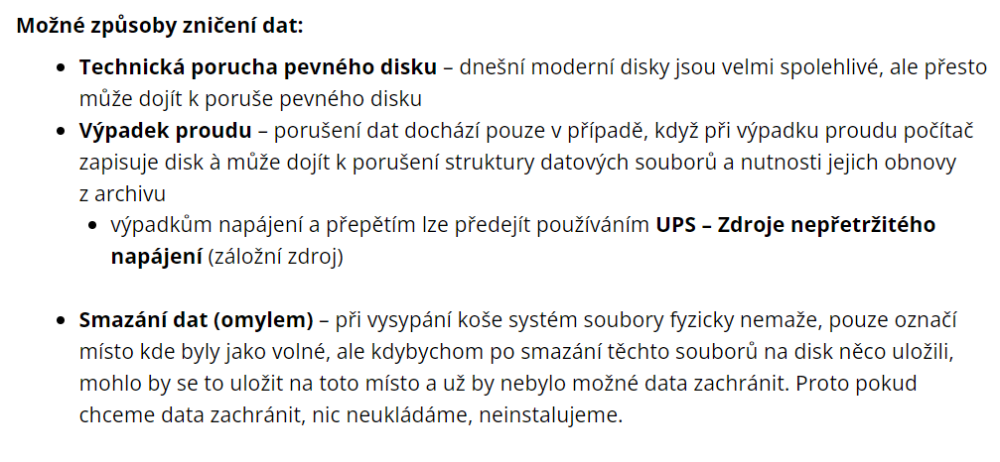 Možné způsoby zničení dat:
• Technická porucha pevného disku – dnešní moderní disky jsou velmi spolehlivé, ale přesto
může dojít k poruše pevného disku
• Výpadek proudu – porušení dat dochází pouze v případě, když při výpadku proudu počítač
zapisuje disk à může dojít k porušení struktury datových souborů a nutnosti jejich obnovy
z archivu
• výpadkům napájení a přepětím lze předejít používáním UPS – Zdroje nepřetržitého
napájení (záložní zdroj)
• Smazání dat (omylem) – při vysypání koše systém soubory fyzicky nemaže, pouze označí
místo kde byly jako volné, ale kdybychom po smazání těchto souborů na disk něco uložili,
mohlo by se to uložit na toto místo a už by nebylo možné data zachránit. Proto pokud
chceme data zachránit, nic neukládáme, neinstalujeme.